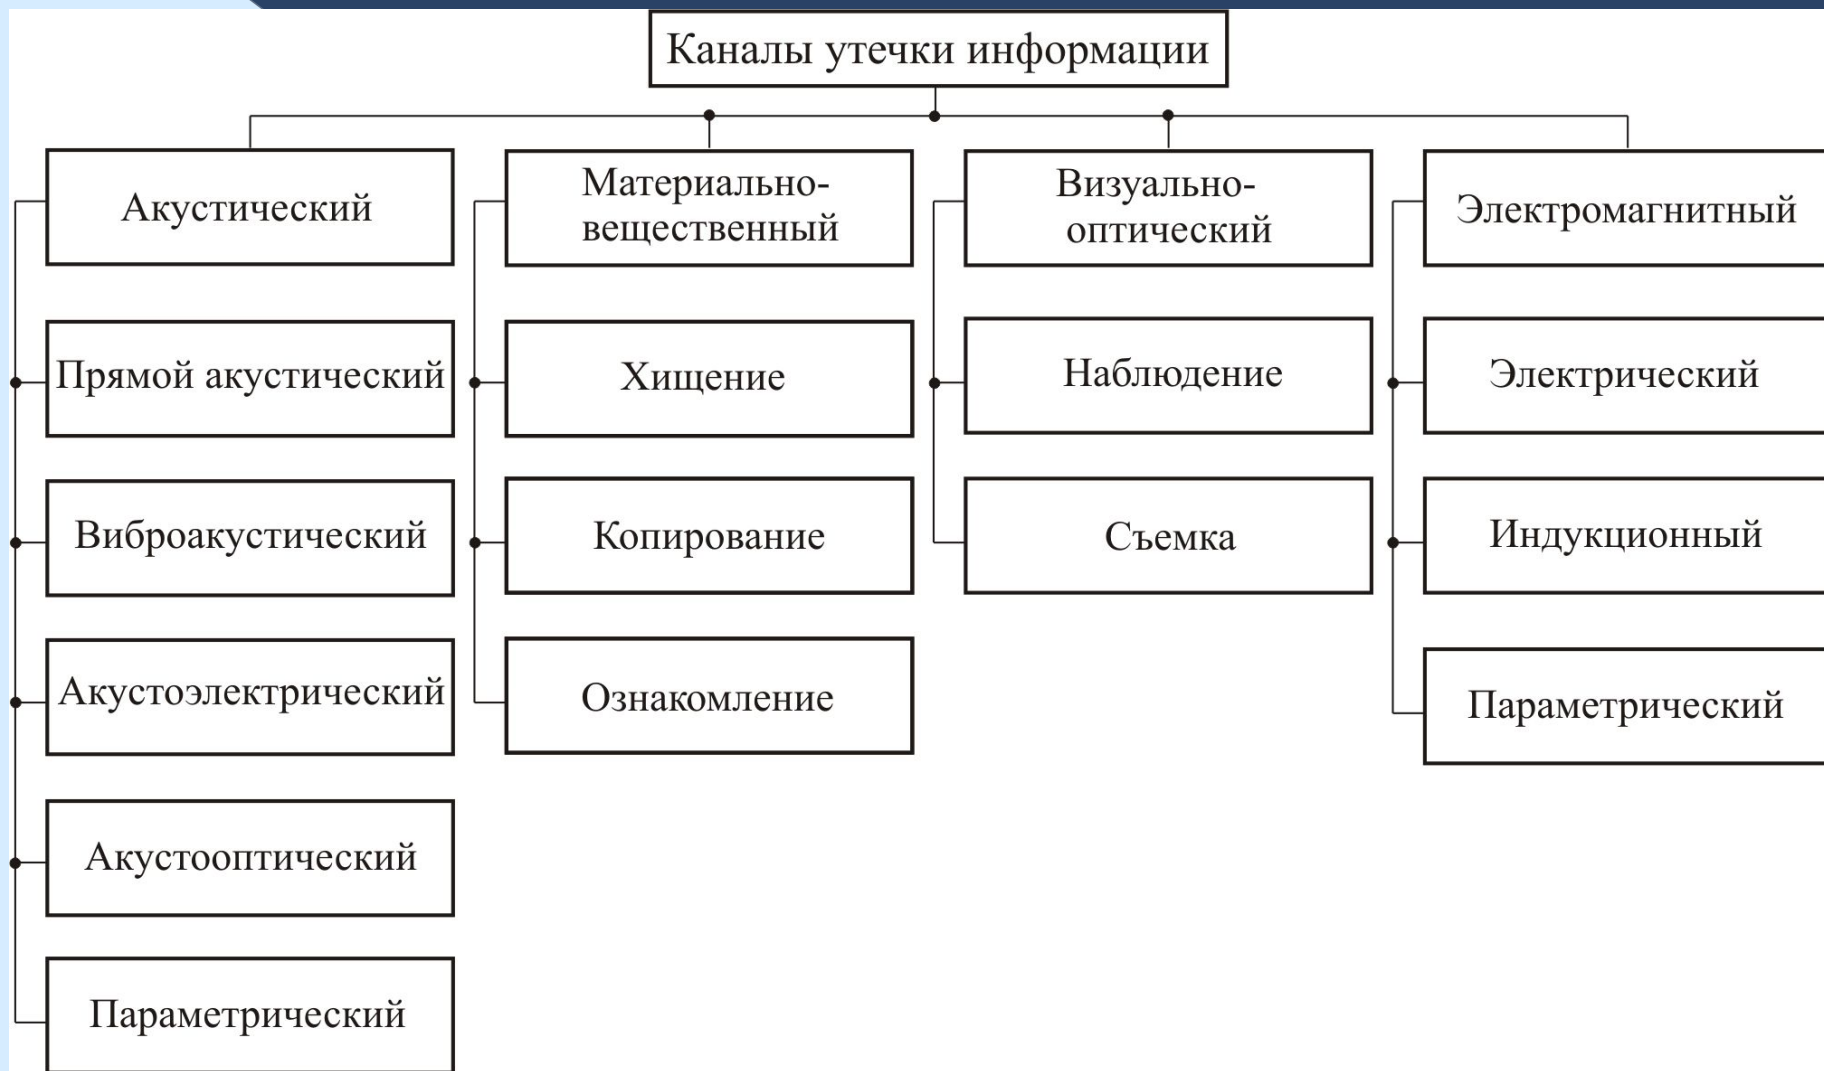 Каналы утечки информации
Акустический
Прямой акустический
Виброакустический
Акустоэлектрический
Акустооптический
Параметрический
Материально-
вещественный
Хищение
Копирование
Ознакомление
Визуально-
оптический
Наблюдение
Съемка
Электромагнитный
Электрический
Индукционный
Параметрический